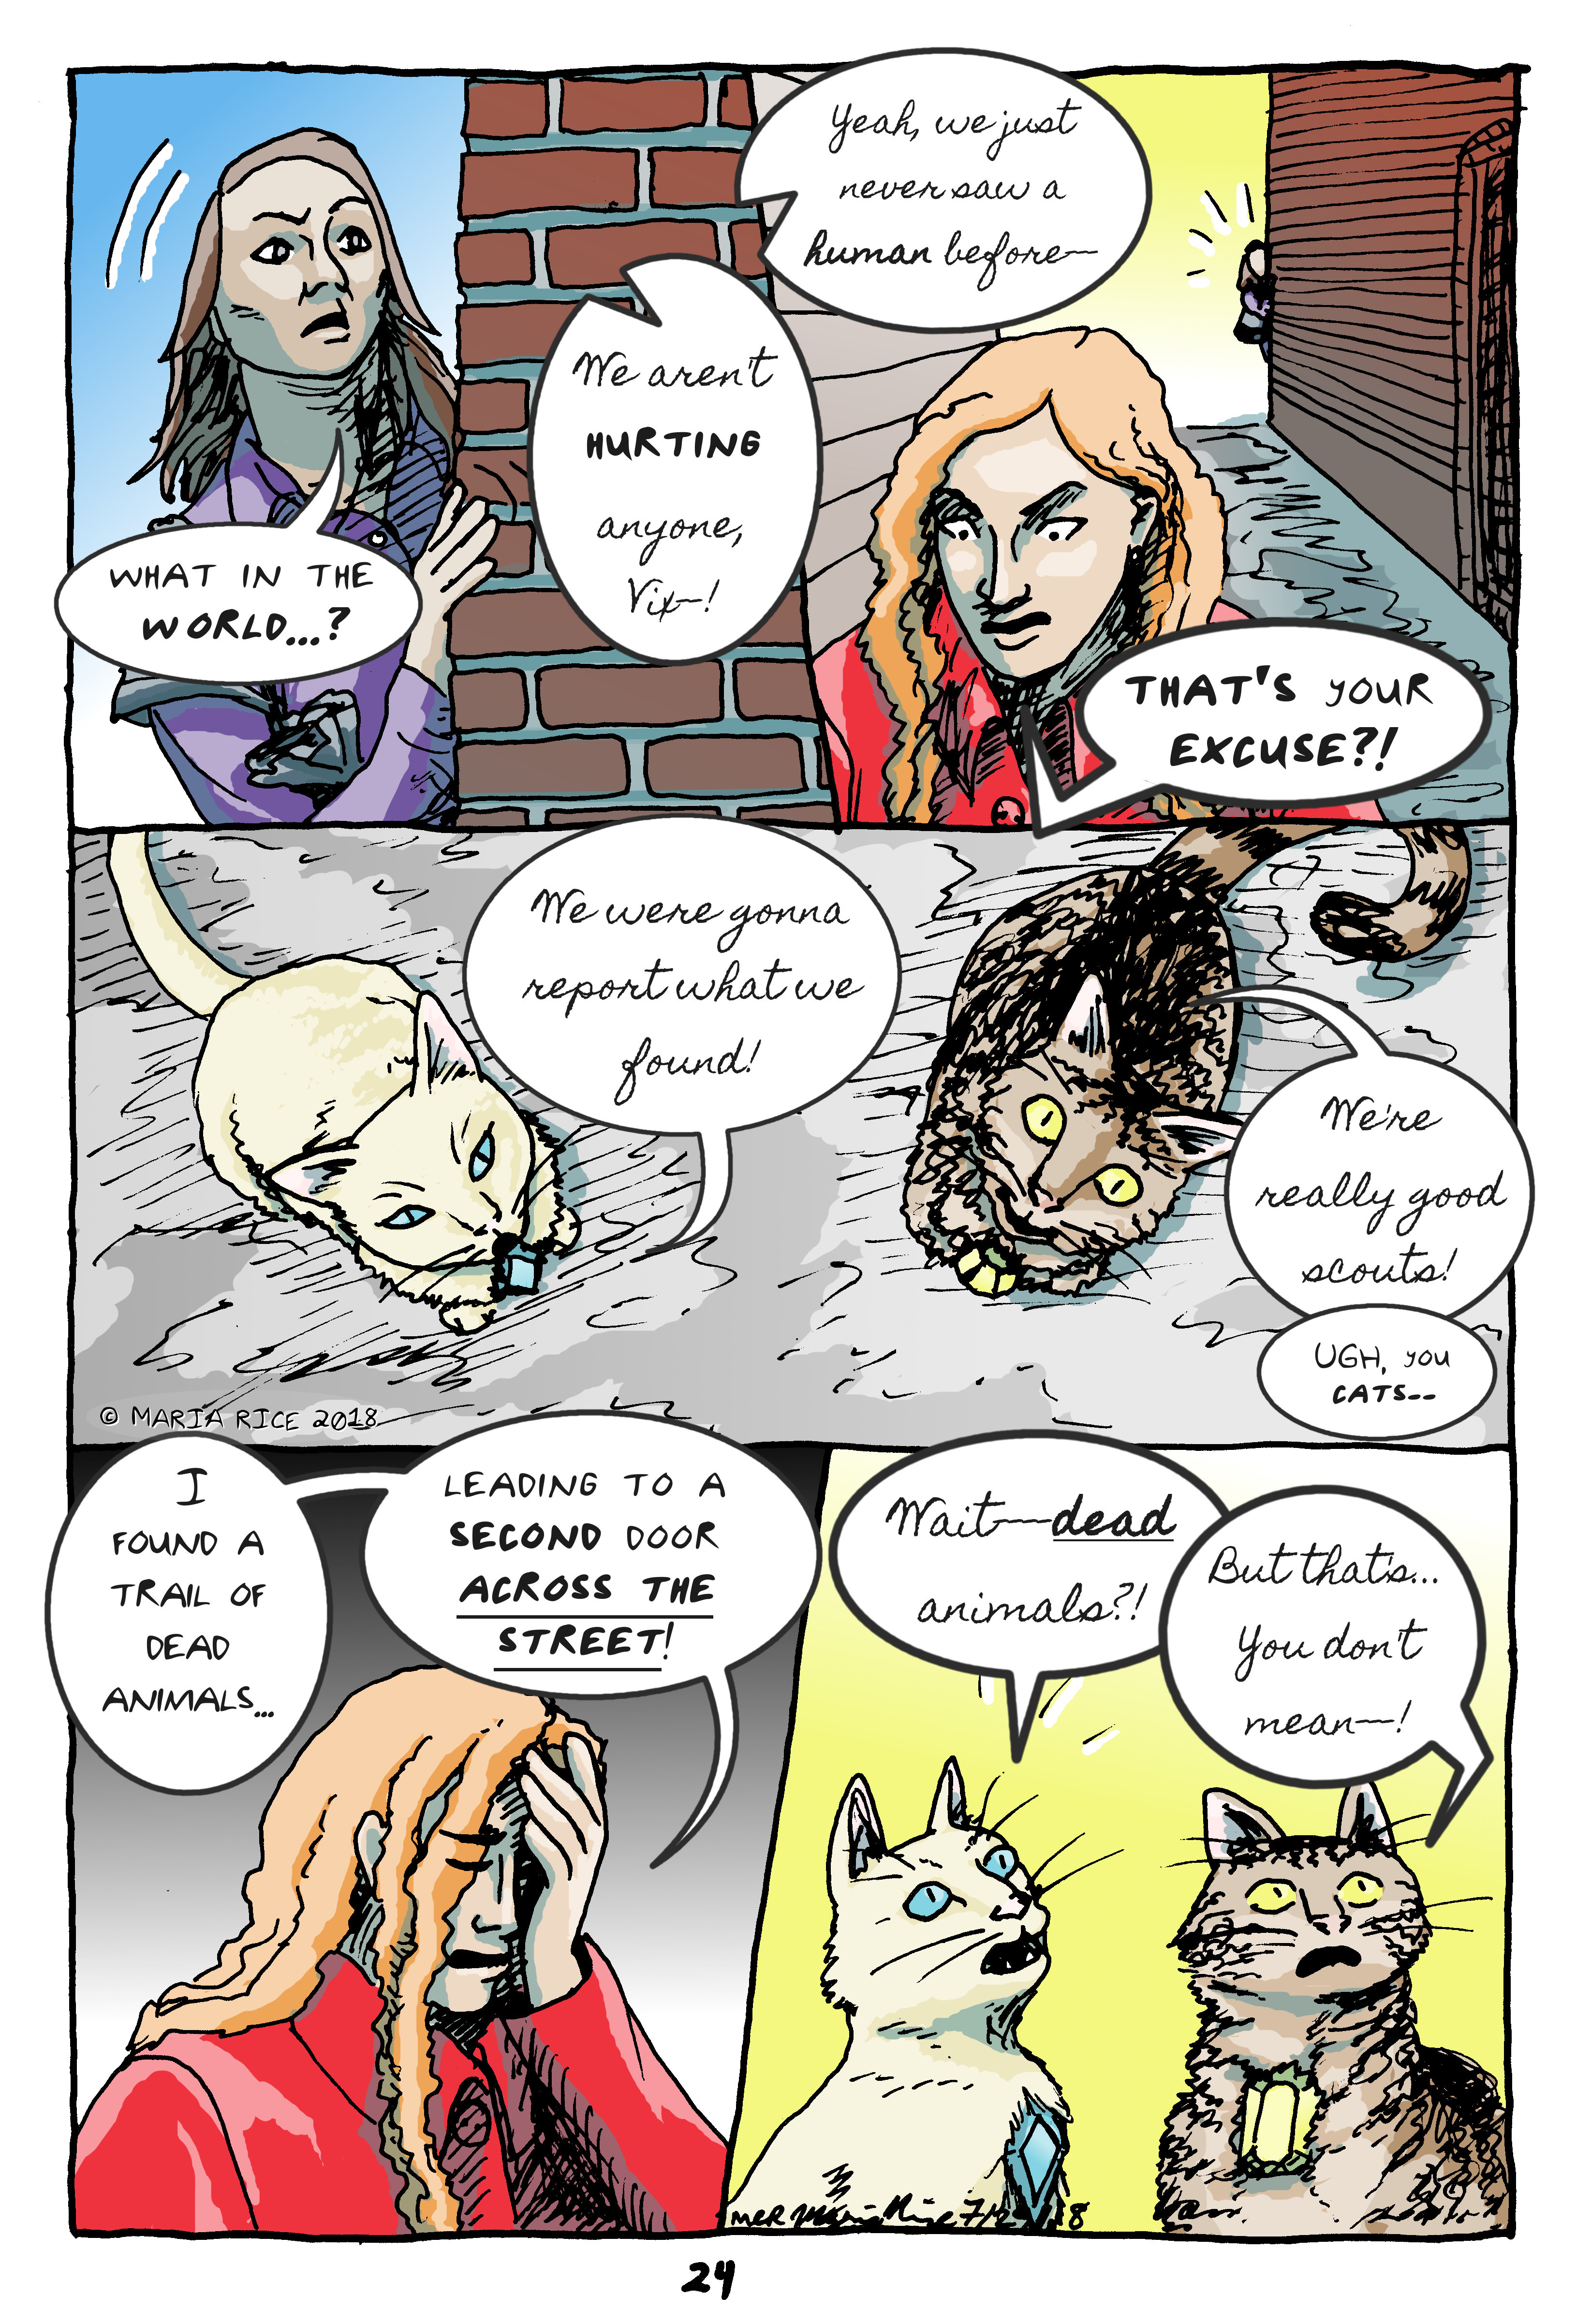 Yeah, we just
never saw a
human before—
We aren't
HURTING
anyone,
Vix—!
WHAT IN THE
WORLD...?
THAT'S YOUR
EXCUSE?!
We were gonna
report what we
found!
We're
really good
scouts!
UGH, YOU
CATS--
© MARIA RICE 2018
I
FOUND A
TRAIL OF
DEAD
ANIMALS...
LEADING TO A
SECOND DOOR
ACROSS THE
STREET!
Wait—dead
animals?!
But that's...
You don't
mean—!
24